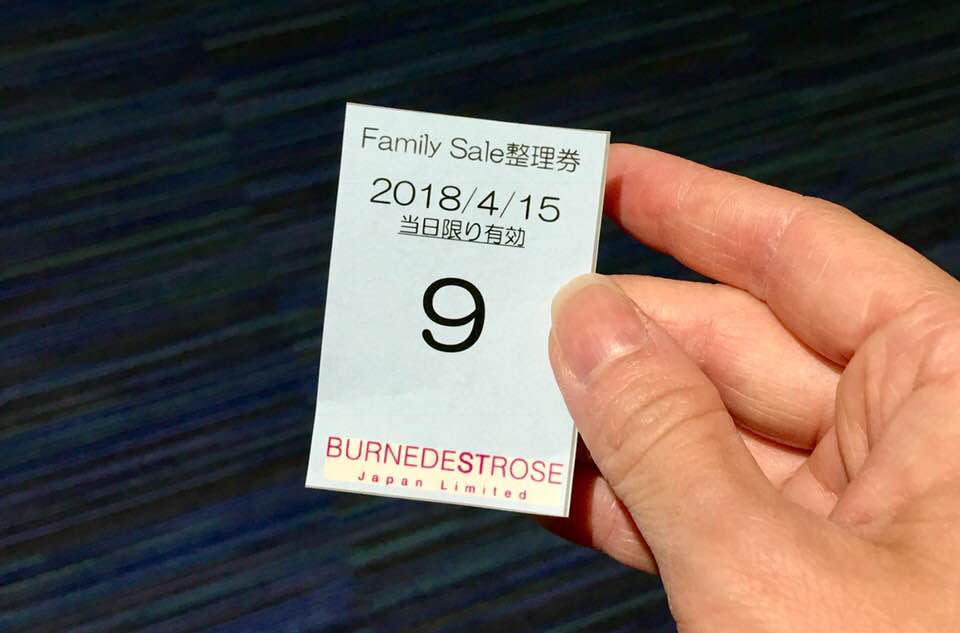 Family Sale整理券
2018/4/15
当日限り有効
9
BURNEDESTROSE
Japan Limited